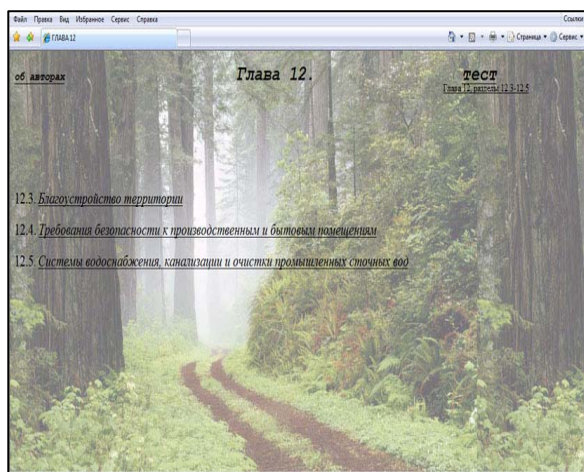 Файл Правка Вид Избранное Сервис Справка
Ссылки
ГЛАВА 12
Страница Сервис
об авторах
Глава 12.
тест
Глава 12, разделы 12.3-12.5
12.3. Благоустройство территории
12.4. Требования безопасности к производственным и бытовым помещениям
12.5. Системы водоснабжения, канализации и очистки промышленных сточных вод